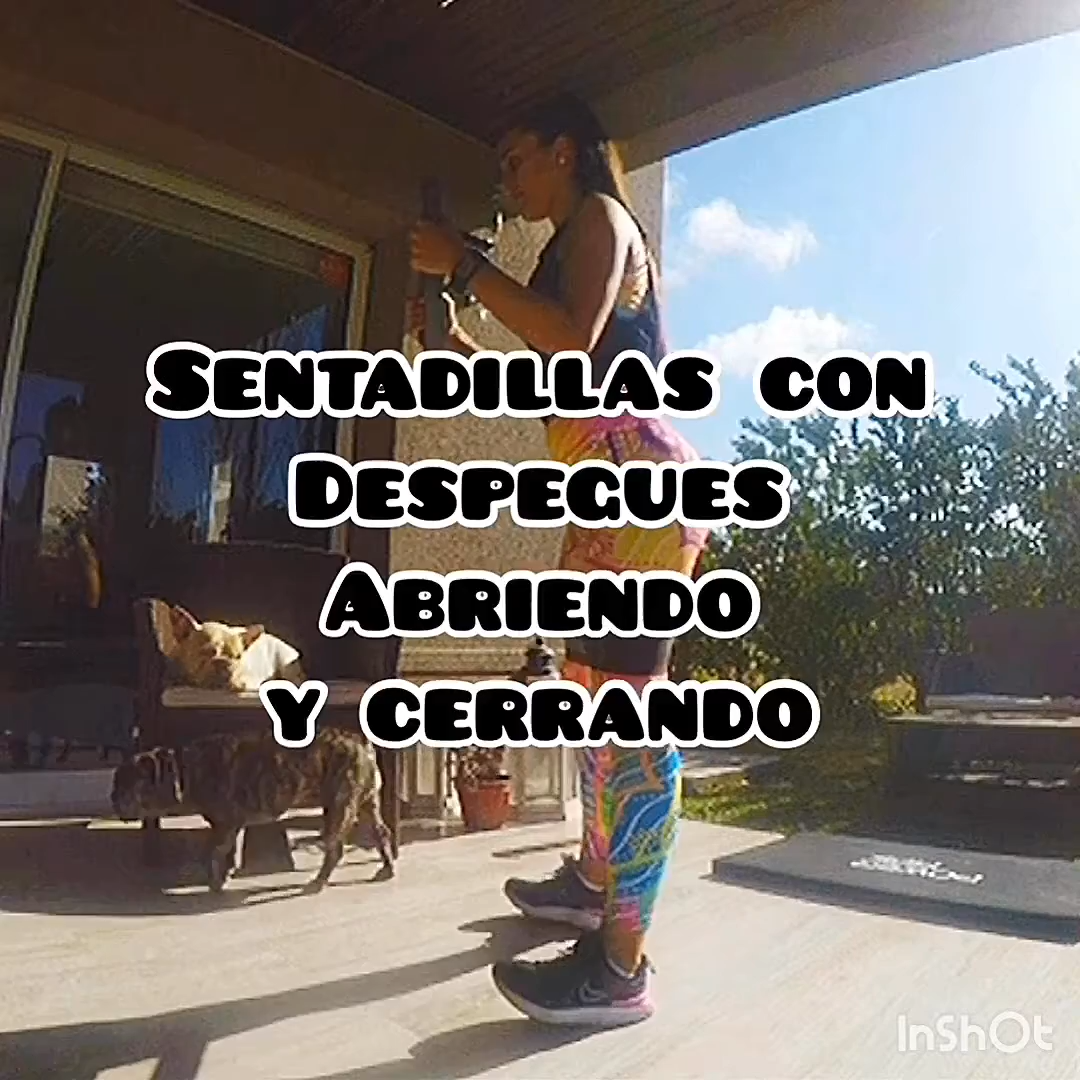 SENTADILLAS CON
DESPEGUES
ABRIENDO
Y CERRANDO
InShOt